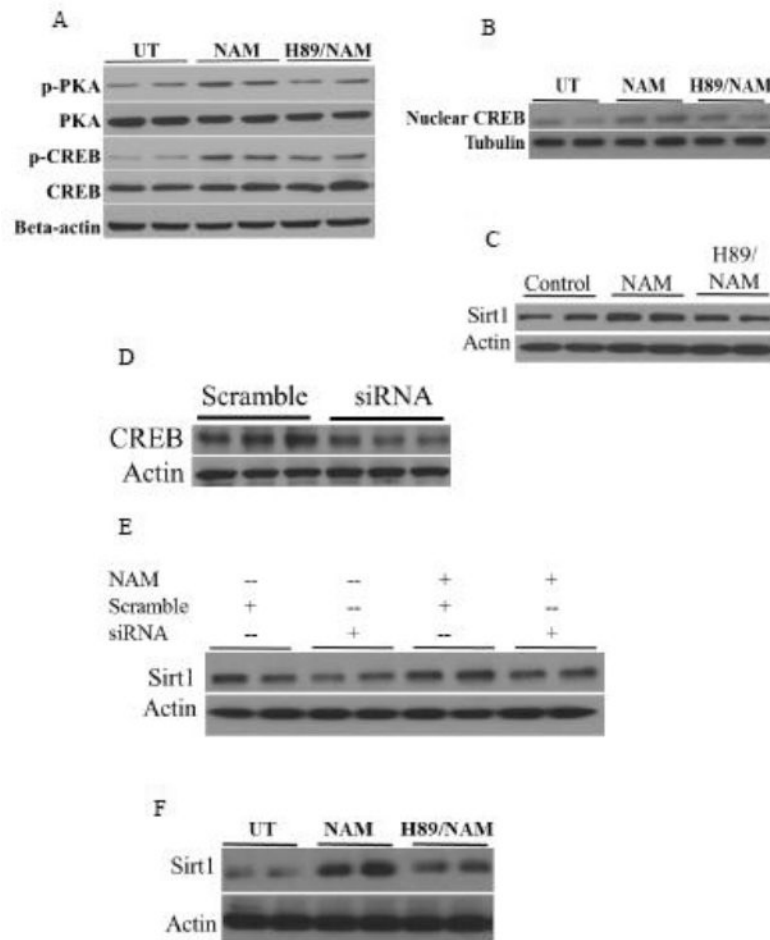 A
UT NAM H89/NAM
p-PKA
PKA
p-CREB
CREB
Beta-actin
B
UT NAM H89/NAM
Nuclear CREB
Tubulin
C
H89/
Control NAM NAM
Sirt1
Actin
D
Scramble siRNA
CREB
Actin
E
NAM -- -- + +
Scramble + -- + --
siRNA -- + -- +
Sirt1
Actin
F
UT NAM H89/NAM
Sirt1
Actin